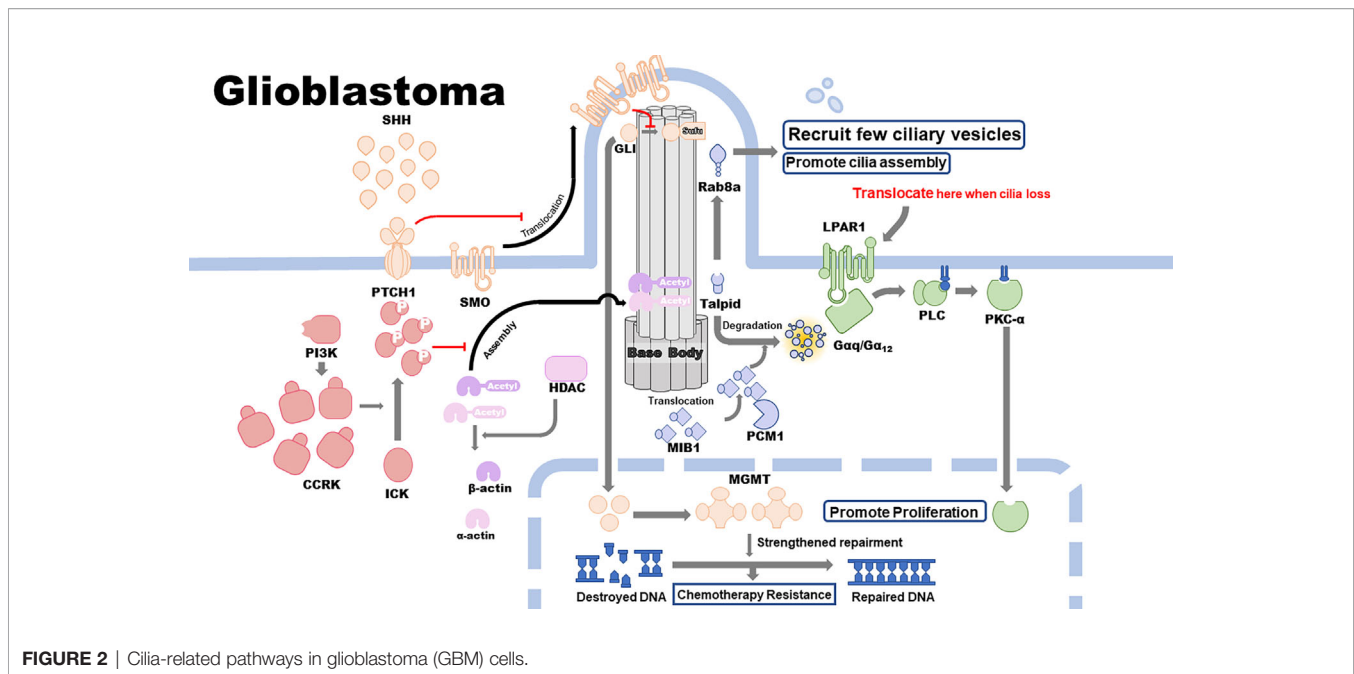 Glioblastoma
SHH
GLI
Sufu
Recruit few ciliary vesicles
Promote cilia assembly
Rab8a
Translocate here when cilia loss
Translocation
LPAR1
PTCH1
SMO
Acetyl
Acetyl
Talpid
PLC
PKC-α
P
P
P
P
PI3K
Assembly
Degradation
Gαq/Gα12
Base Body
Acetyl
HDAC
Acetyl
Translocation
MIB1
PCM1
CCRK
ICK
β-actin
α-actin
MGMT
Promote Proliferation
Strengthened repairment
Destroyed DNA
Chemotherapy Resistance
Repaired DNA
FIGURE 2 | Cilia-related pathways in glioblastoma (GBM) cells.